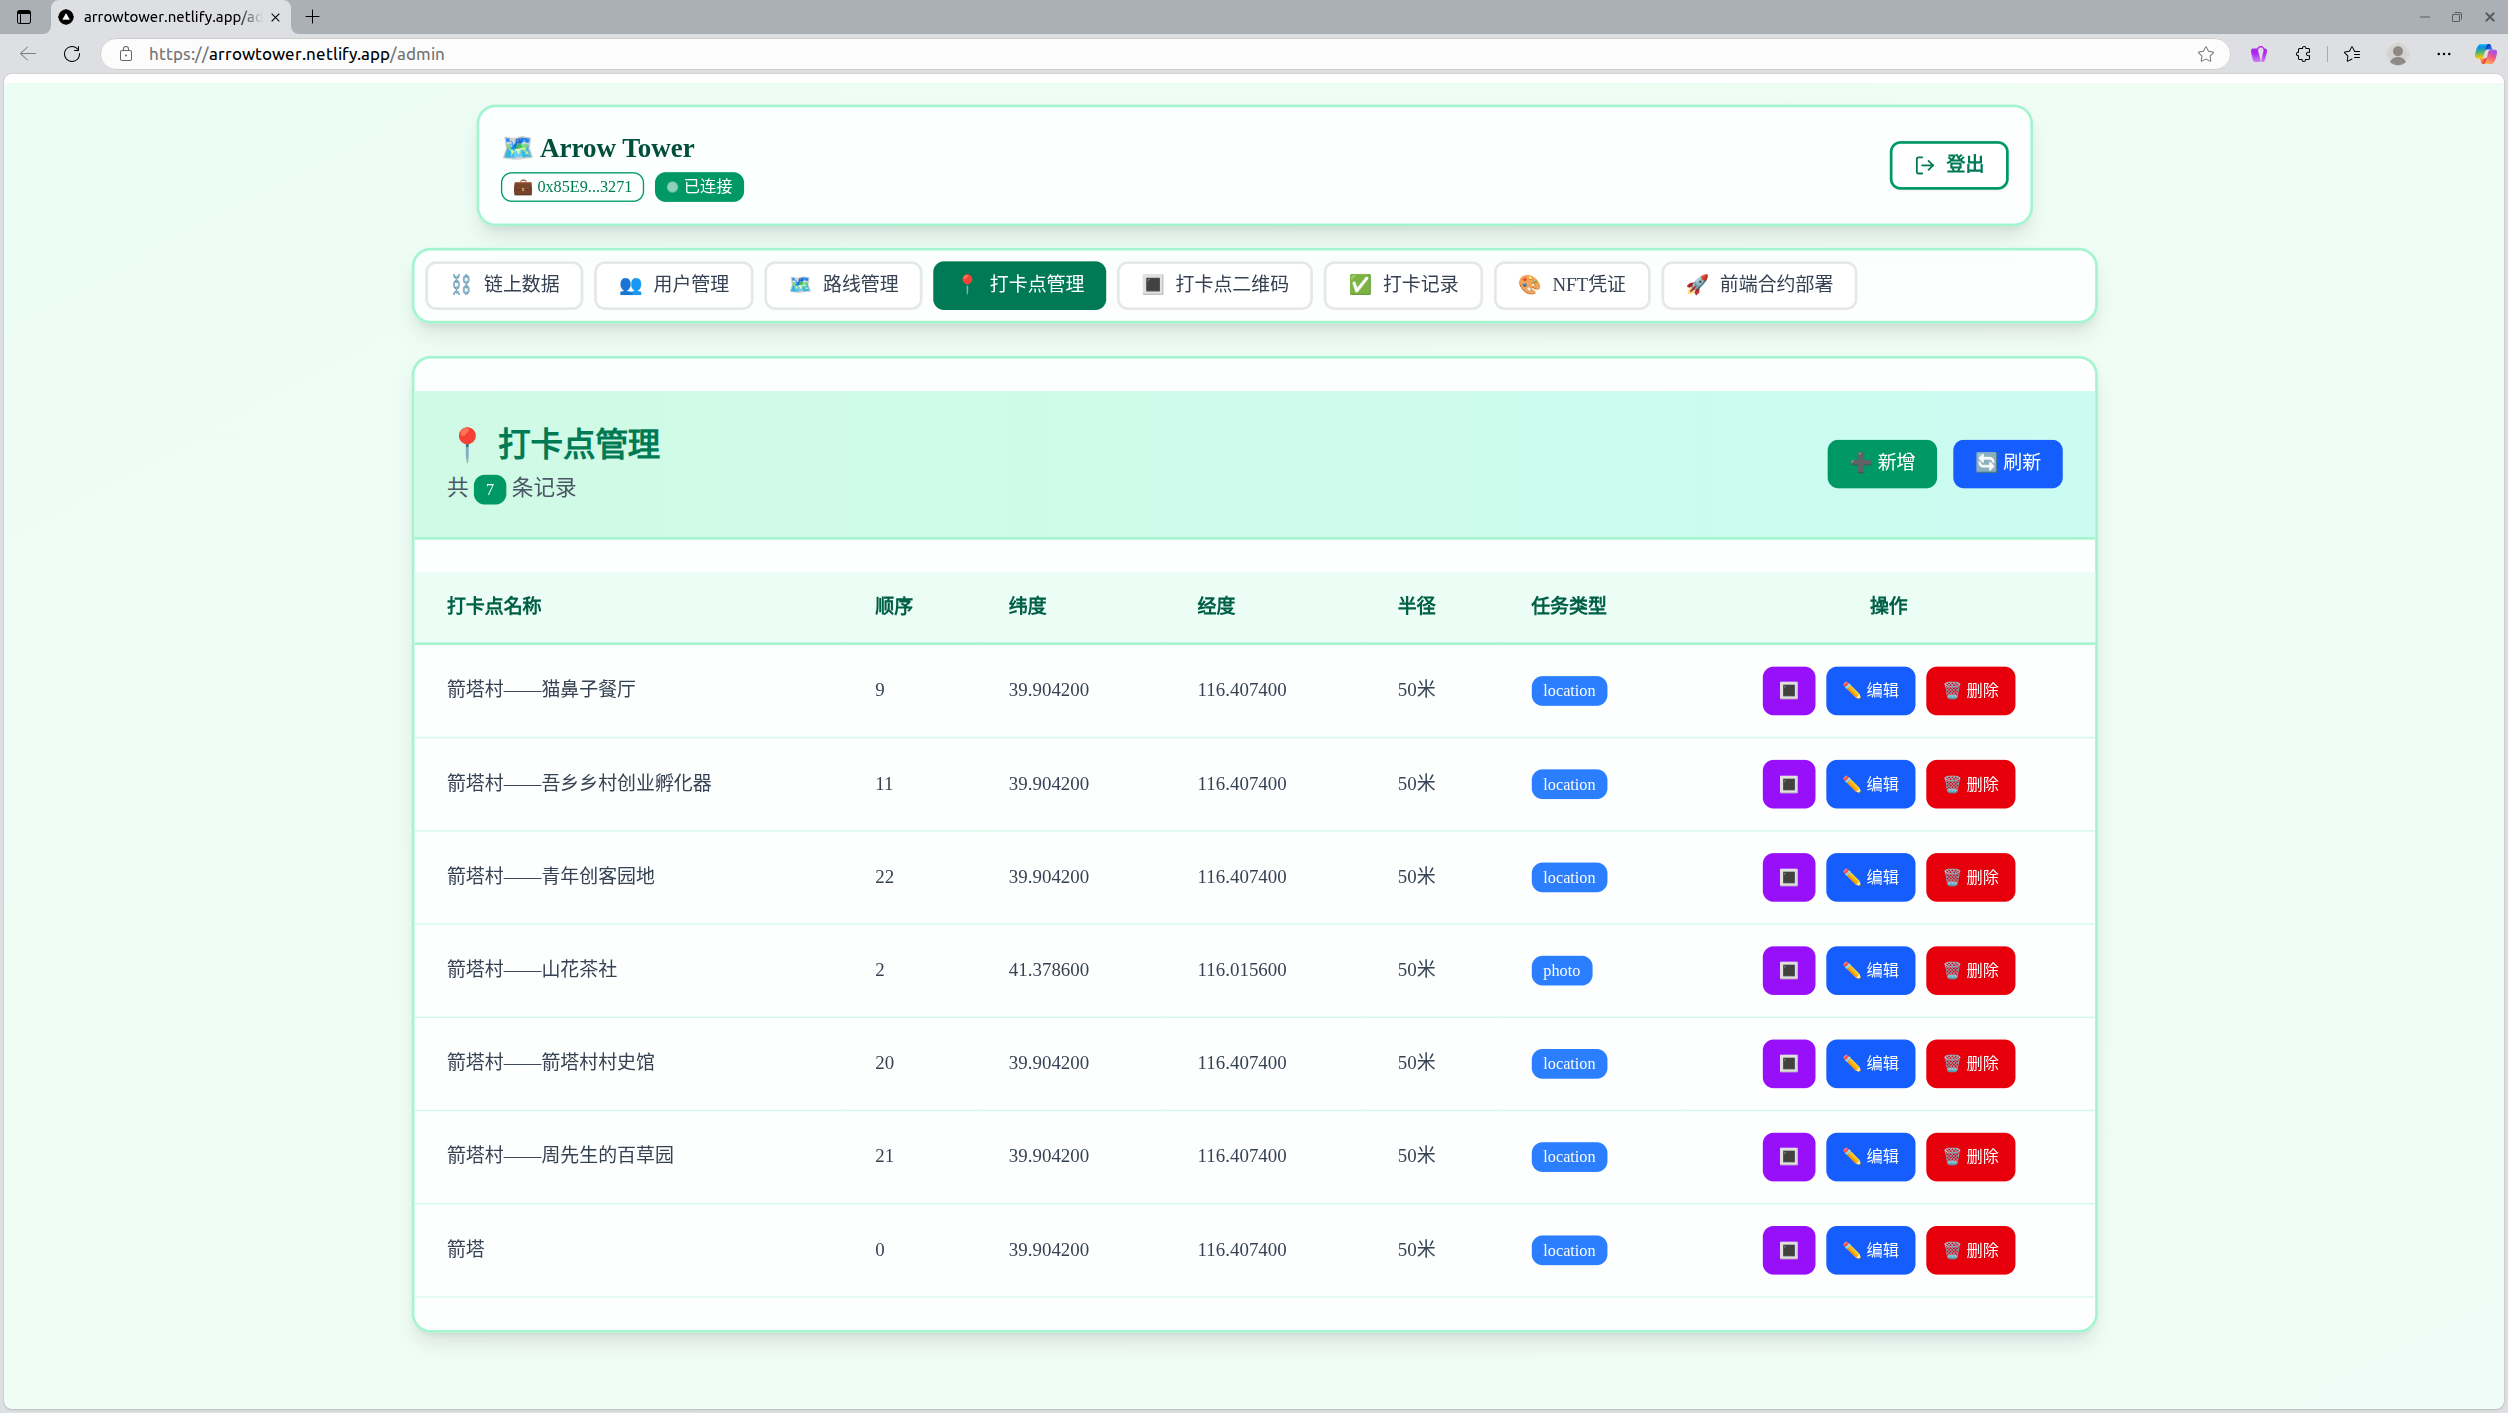 arrowtower.netlify.app/ad
https://arrowtower.netlify.app/admin
Arrow Tower
0x85E9...3271 已连接
登出
链上数据 用户管理 路线管理 打卡点管理 打卡点二维码 打卡记录 NFT凭证 前端合约部署
打卡点管理
共 7 条记录
新增 刷新
打卡点名称 顺序 纬度 经度 半径 任务类型 操作
箭塔村——猫鼻子餐厅 9 39.904200 116.407400 50米 location 编辑 删除
箭塔村——吾乡乡村创业孵化器 11 39.904200 116.407400 50米 location 编辑 删除
箭塔村——青年创客园地 22 39.904200 116.407400 50米 location 编辑 删除
箭塔村——山花茶社 2 41.378600 116.015600 50米 photo 编辑 删除
箭塔村——箭塔村村史馆 20 39.904200 116.407400 50米 location 编辑 删除
箭塔村——周先生的百草园 21 39.904200 116.407400 50米 location 编辑 删除
箭塔 0 39.904200 116.407400 50米 location 编辑 删除